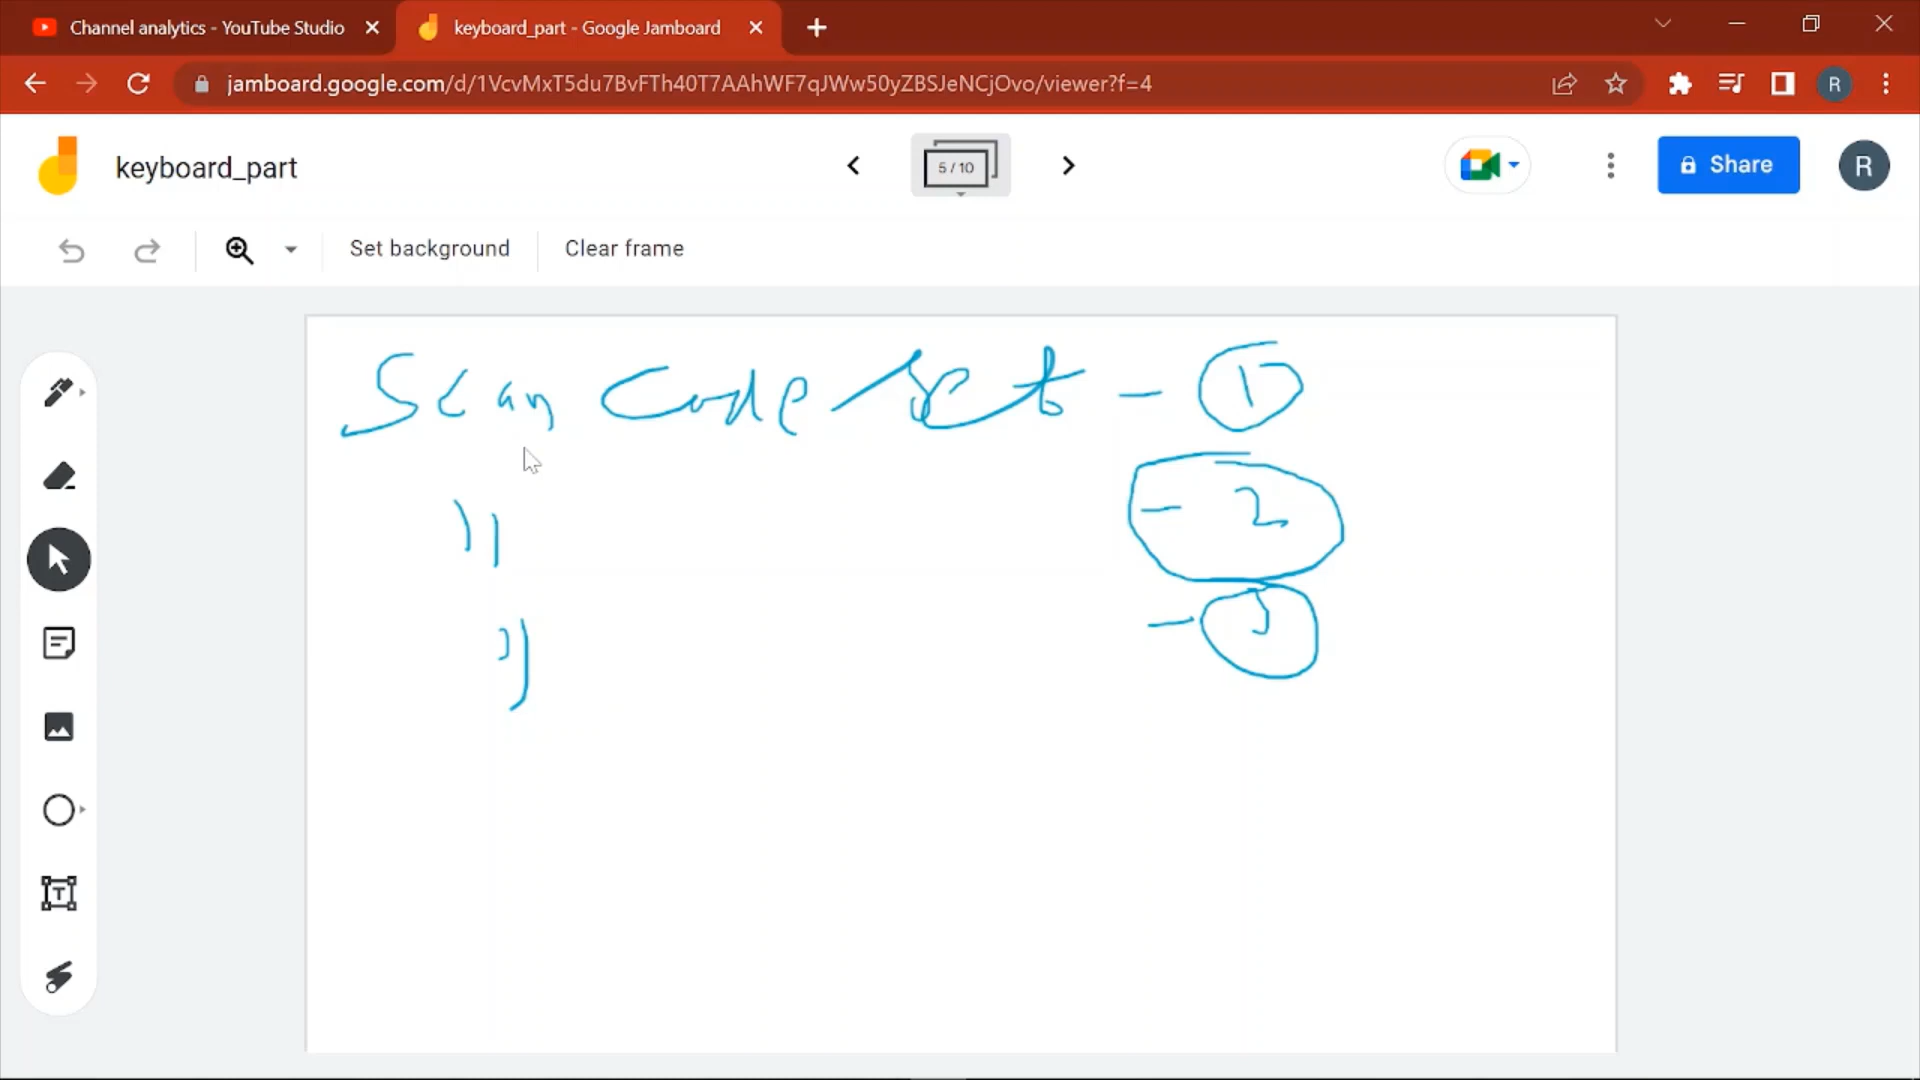 Channel analytics - YouTube Studio
keyboard_part - Google Jamboard
jamboard.google.com/d/1VcvMxT5du7BvFTh40T7AAhWF7qJWw50yZBSJeNCjOvo/viewer?f=4
R
keyboard_part
5 / 10
Share
R
Set background
Clear frame
Scan Code Set - 1
" - 2
" - 3